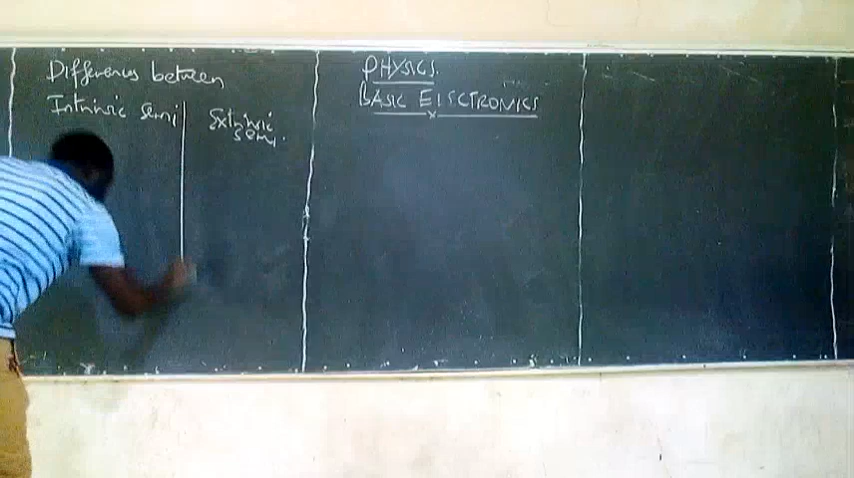 Differences between
Intrinsic semi
Extrinsic
semi.
PHYSICS.
BASIC ELECTRONICS